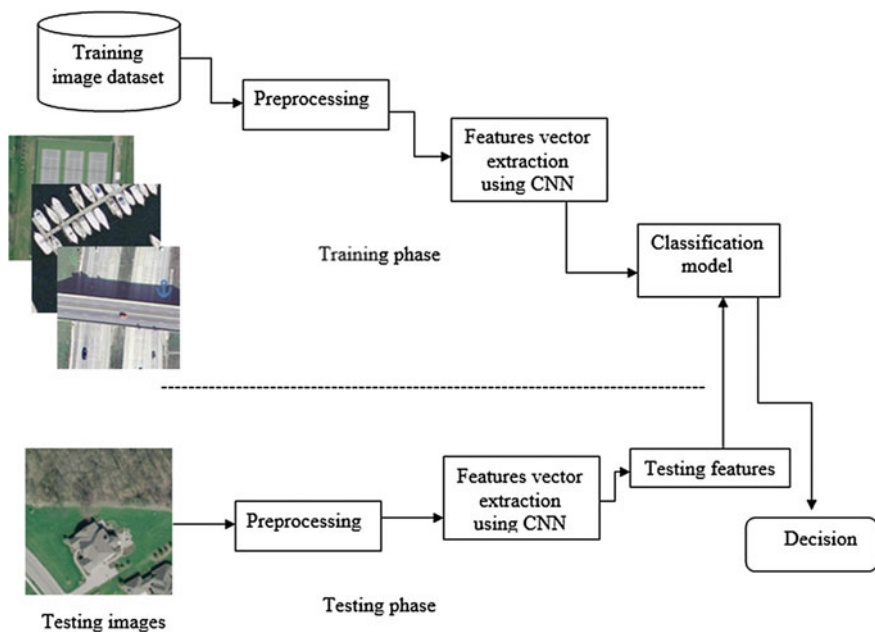 Training
image dataset
Preprocessing
Features vector
extraction
using CNN
Training phase
Classification
model
Testing features
Features vector
extraction
using CNN
Preprocessing
Decision
Testing phase
Testing images